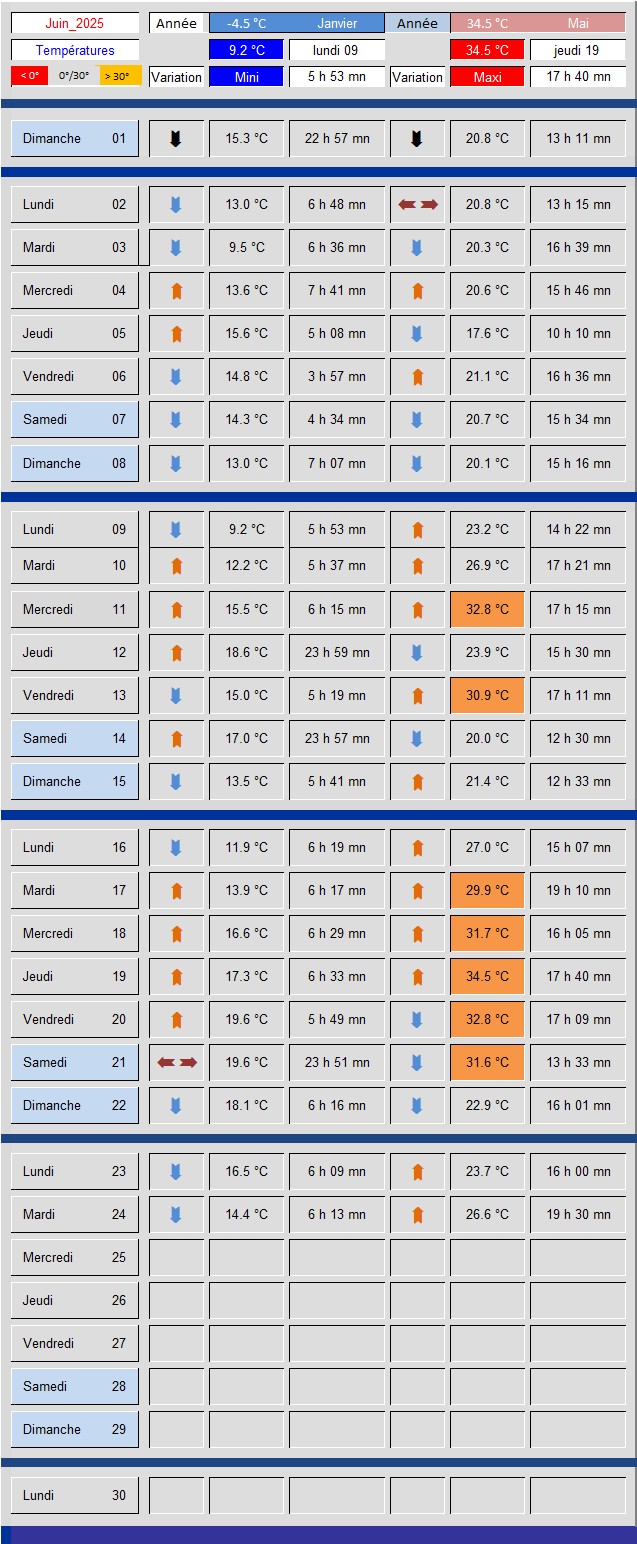 Juin_2025 Année -4.5 °C Janvier Année 34.5 °C Mai
Températures 9.2 °C lundi 09 34.5 °C jeudi 19
< 0° 0°/30° > 30° Variation Mini 5 h 53 mn Variation Maxi 17 h 40 mn
Dimanche 01 15.3 °C 22 h 57 mn 20.8 °C 13 h 11 mn
Lundi 02 13.0 °C 6 h 48 mn 20.8 °C 13 h 15 mn
Mardi 03 9.5 °C 6 h 36 mn 20.3 °C 16 h 39 mn
Mercredi 04 13.6 °C 7 h 41 mn 20.6 °C 15 h 46 mn
Jeudi 05 15.6 °C 5 h 08 mn 17.6 °C 10 h 10 mn
Vendredi 06 14.8 °C 3 h 57 mn 21.1 °C 16 h 36 mn
Samedi 07 14.3 °C 4 h 34 mn 20.7 °C 15 h 34 mn
Dimanche 08 13.0 °C 7 h 07 mn 20.1 °C 15 h 16 mn
Lundi 09 9.2 °C 5 h 53 mn 23.2 °C 14 h 22 mn
Mardi 10 12.2 °C 5 h 37 mn 26.9 °C 17 h 21 mn
Mercredi 11 15.5 °C 6 h 15 mn 32.8 °C 17 h 15 mn
Jeudi 12 18.6 °C 23 h 59 mn 23.9 °C 15 h 30 mn
Vendredi 13 15.0 °C 5 h 19 mn 30.9 °C 17 h 11 mn
Samedi 14 17.0 °C 23 h 57 mn 20.0 °C 12 h 30 mn
Dimanche 15 13.5 °C 5 h 41 mn 21.4 °C 12 h 33 mn
Lundi 16 11.9 °C 6 h 19 mn 27.0 °C 15 h 07 mn
Mardi 17 13.9 °C 6 h 17 mn 29.9 °C 19 h 10 mn
Mercredi 18 16.6 °C 6 h 29 mn 31.7 °C 16 h 05 mn
Jeudi 19 17.3 °C 6 h 33 mn 34.5 °C 17 h 40 mn
Vendredi 20 19.6 °C 5 h 49 mn 32.8 °C 17 h 09 mn
Samedi 21 19.6 °C 23 h 51 mn 31.6 °C 13 h 33 mn
Dimanche 22 18.1 °C 6 h 16 mn 22.9 °C 16 h 01 mn
Lundi 23 16.5 °C 6 h 09 mn 23.7 °C 16 h 00 mn
Mardi 24 14.4 °C 6 h 13 mn 26.6 °C 19 h 30 mn
Mercredi 25
Jeudi 26
Vendredi 27
Samedi 28
Dimanche 29
Lundi 30